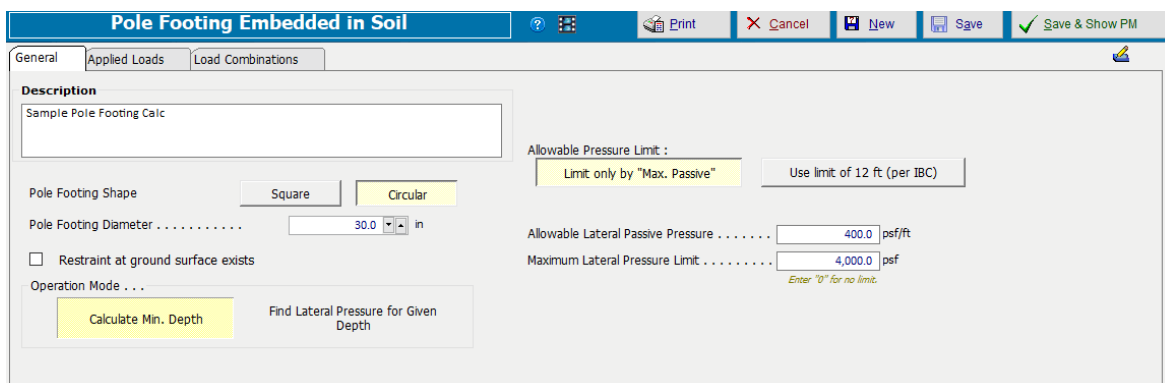 Pole Footing Embedded in Soil
? Print Cancel New Save Save & Show PM
General Applied Loads Load Combinations
Description
Sample Pole Footing Calc
Pole Footing Shape Square Circular
Pole Footing Diameter . . . . . . . . . . . 30.0 in
Restraint at ground surface exists
Operation Mode . . .
Calculate Min. Depth
Find Lateral Pressure for Given
Depth
Allowable Pressure Limit :
Limit only by "Max. Passive" Use limit of 12 ft (per IBC)
Allowable Lateral Passive Pressure . . . . . . . 400.0 psf/ft
Maximum Lateral Pressure Limit . . . . . . . . . 4,000.0 psf
Enter "0" for no limit.